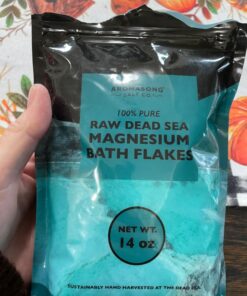 AROMASONG
100% PURE
RAW DEAD SEA
MAGNESIUM
BATH FLAKES
NET WT.
14 oz
SUSTAINABLY HAND HARVESTED AT THE DEAD SEA